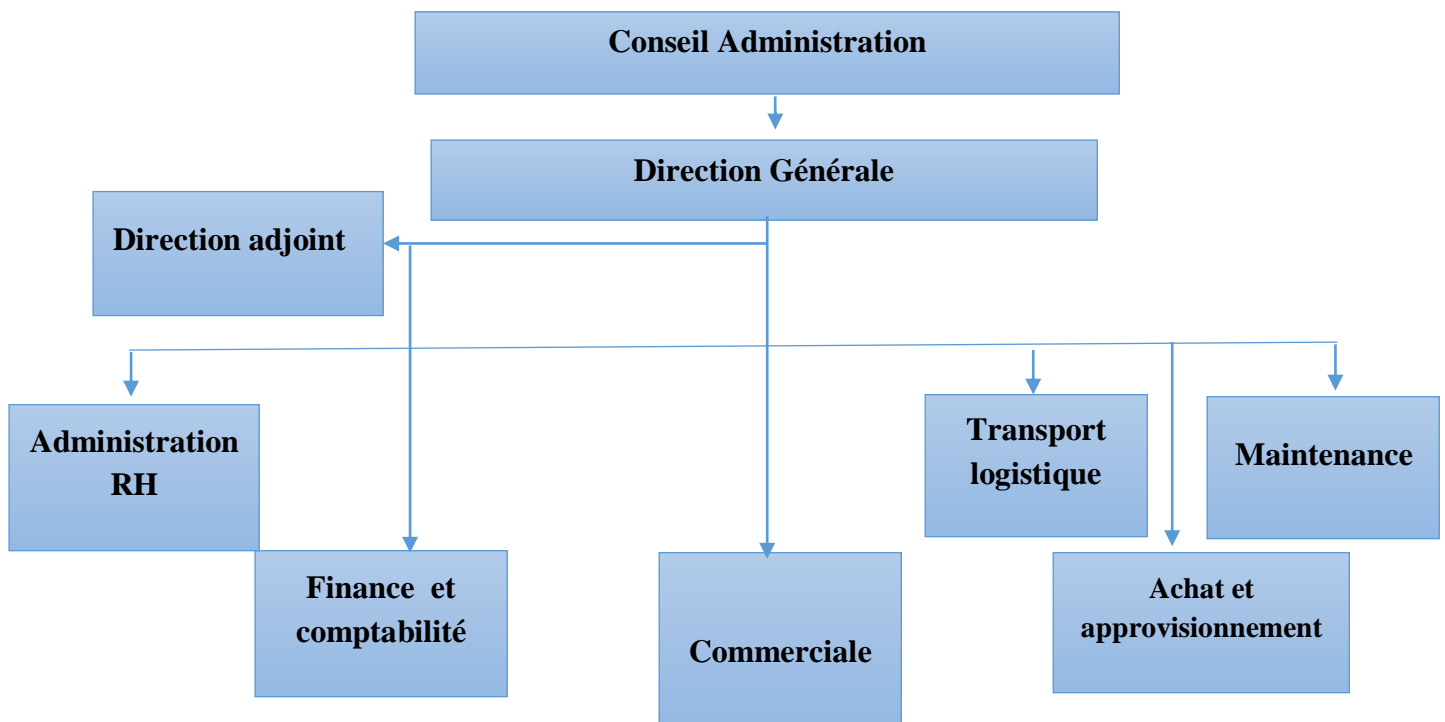 Conseil Administration
Direction Générale
Direction adjoint
Administration
RH
Transport
logistique
Maintenance
Finance et
comptabilité
Commerciale
Achat et
approvisionnement